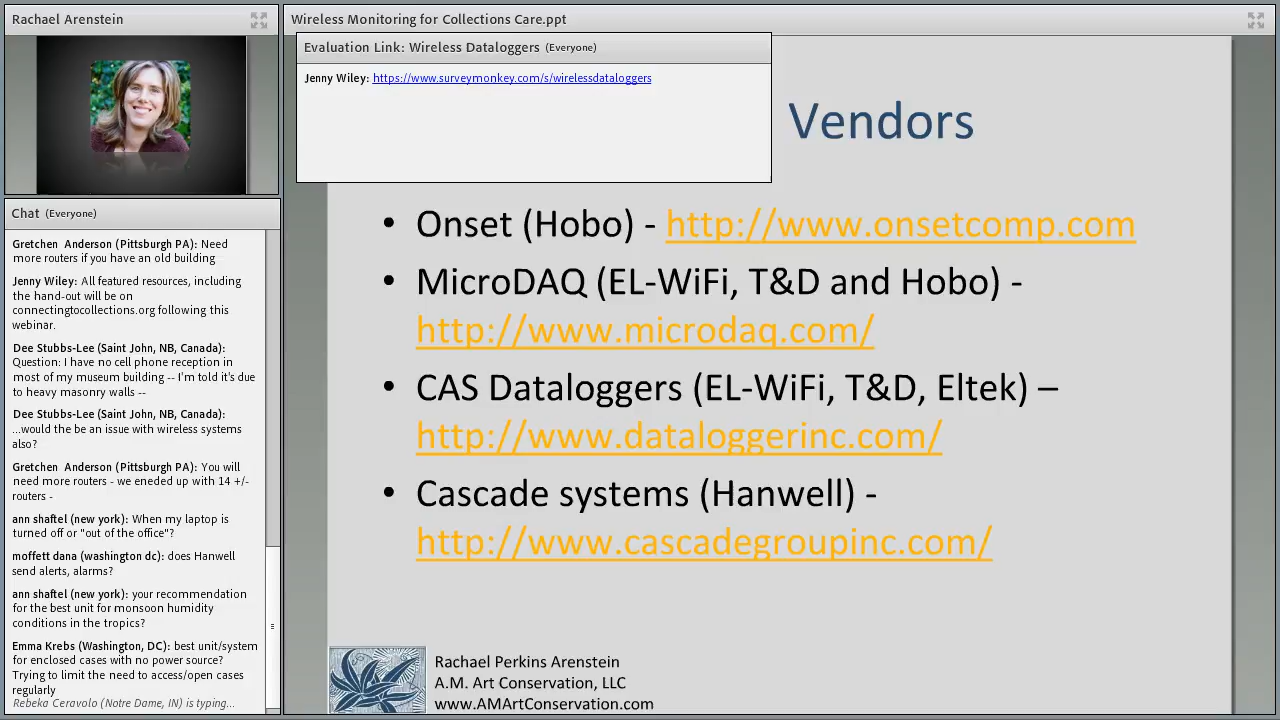 Rachael Arenstein
Wireless Monitoring for Collections Care.ppt
Evaluation Link: Wireless Dataloggers (Everyone)
Jenny Wiley: https://www.surveymonkey.com/s/wirelessdataloggers
Chat (Everyone)
Gretchen Anderson (Pittsburgh PA): Need
more routers if you have an old building
Jenny Wiley: All featured resources, including
the hand-out will be on
connectingtocollections.org following this
webinar.
Dee Stubbs-Lee (Saint John, NB, Canada):
Question: I have no cell phone reception in
most of my museum building -- I'm told it's due
to heavy masonry walls --
Dee Stubbs-Lee (Saint John, NB, Canada):
...would the be an issue with wireless systems
also?
Gretchen Anderson (Pittsburgh PA): You will
need more routers - we eneded up with 14 +/-
routers -
ann shaftel (new york): When my laptop is
turned off or "out of the office"?
moffett dana (washington dc): does Hanwell
send alerts, alarms?
ann shaftel (new york): your recommendation
for the best unit for monsoon humidity
conditions in the tropics?
Emma Krebs (Washington, DC): best unit/system
for enclosed cases with no power source?
Trying to limit the need to access/open cases
regularly
Rebeka Ceravolo (Notre Dame, IN) is typing...
Vendors
• Onset (Hobo) - http://www.onsetcomp.com
• MicroDAQ (EL-WiFi, T&D and Hobo) -
http://www.microdaq.com/
• CAS Dataloggers (EL-WiFi, T&D, Eltek) –
http://www.dataloggerinc.com/
• Cascade systems (Hanwell) -
http://www.cascadegroupinc.com/
Rachael Perkins Arenstein
A.M. Art Conservation, LLC
www.AMArtConservation.com